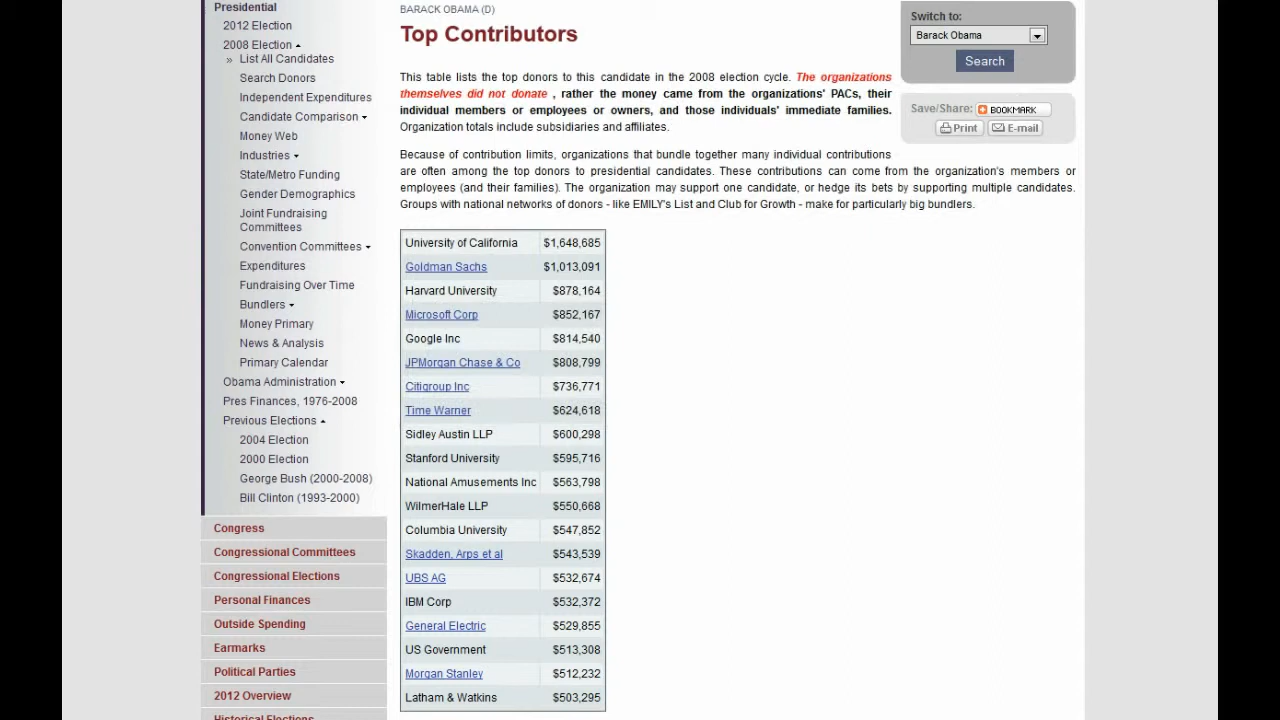 Presidential
2012 Election
2008 Election
» List All Candidates
Search Donors
Independent Expenditures
Candidate Comparison
Money Web
Industries
State/Metro Funding
Gender Demographics
Joint Fundraising
Committees
Convention Committees
Expenditures
Fundraising Over Time
Bundlers
Money Primary
News & Analysis
Primary Calendar
Obama Administration
Pres Finances, 1976-2008
Previous Elections
2004 Election
2000 Election
George Bush (2000-2008)
Bill Clinton (1993-2000)
Congress
Congressional Committees
Congressional Elections
Personal Finances
Outside Spending
Earmarks
Political Parties
2012 Overview
Historical Elections
BARACK OBAMA (D)
Top Contributors
This table lists the top donors to this candidate in the 2008 election cycle. The organizations
themselves did not donate , rather the money came from the organizations' PACs, their
individual members or employees or owners, and those individuals' immediate families.
Organization totals include subsidiaries and affiliates.
Because of contribution limits, organizations that bundle together many individual contributions
are often among the top donors to presidential candidates. These contributions can come from the organization's members or
employees (and their families). The organization may support one candidate, or hedge its bets by supporting multiple candidates.
Groups with national networks of donors - like EMILY's List and Club for Growth - make for particularly big bundlers.
University of California $1,648,685
Goldman Sachs $1,013,091
Harvard University $878,164
Microsoft Corp $852,167
Google Inc $814,540
JPMorgan Chase & Co $808,799
Citigroup Inc $736,771
Time Warner $624,618
Sidley Austin LLP $600,298
Stanford University $595,716
National Amusements Inc $563,798
WilmerHale LLP $550,668
Columbia University $547,852
Skadden, Arps et al $543,539
UBS AG $532,674
IBM Corp $532,372
General Electric $529,855
US Government $513,308
Morgan Stanley $512,232
Latham & Watkins $503,295
Switch to:
Barack Obama
Search
Save/Share: BOOKMARK
Print E-mail